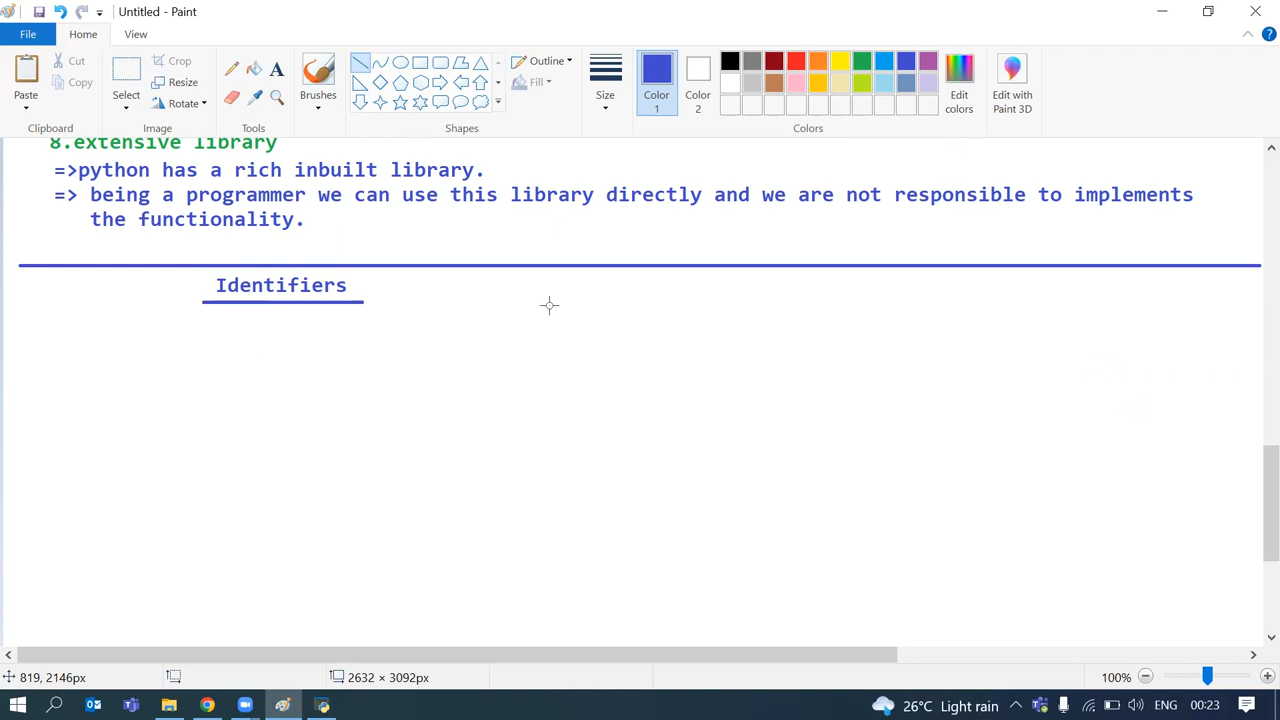 Untitled - Paint
File
Home
View
Paste
Cut
Copy
Clipboard
Select
Crop
Resize
Rotate
Image
A
Tools
Brushes
Outline
Fill
Shapes
Size
Color 1
Color 2
Edit colors
Colors
Edit with Paint 3D
8.extensive library
=>python has a rich inbuilt library.
=> being a programmer we can use this library directly and we are not responsible to implements
the functionality.
Identifiers
819, 2146px
2632 × 3092px
100%
26°C Light rain
ENG
00:23